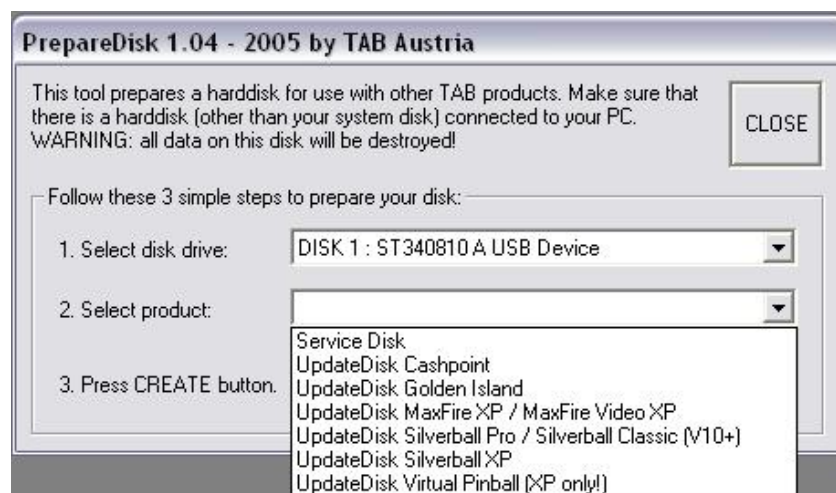 PrepareDisk 1.04 - 2005 by TAB Austria
This tool prepares a harddisk for use with other TAB products. Make sure that
there is a harddisk (other than your system disk) connected to your PC.
WARNING: all data on this disk will be destroyed!
CLOSE
Follow these 3 simple steps to prepare your disk:
1. Select disk drive:
DISK 1 : ST340810 A USB Device
2. Select product:
Service Disk
UpdateDisk Cashpoint
UpdateDisk Golden Island
3. Press CREATE button.
UpdateDisk MaxFire XP / MaxFire Video XP
UpdateDisk Silverball Pro / Silverball Classic (V10+)
UpdateDisk Silverball XP
UpdateDisk Virtual Pinball (XP only!)